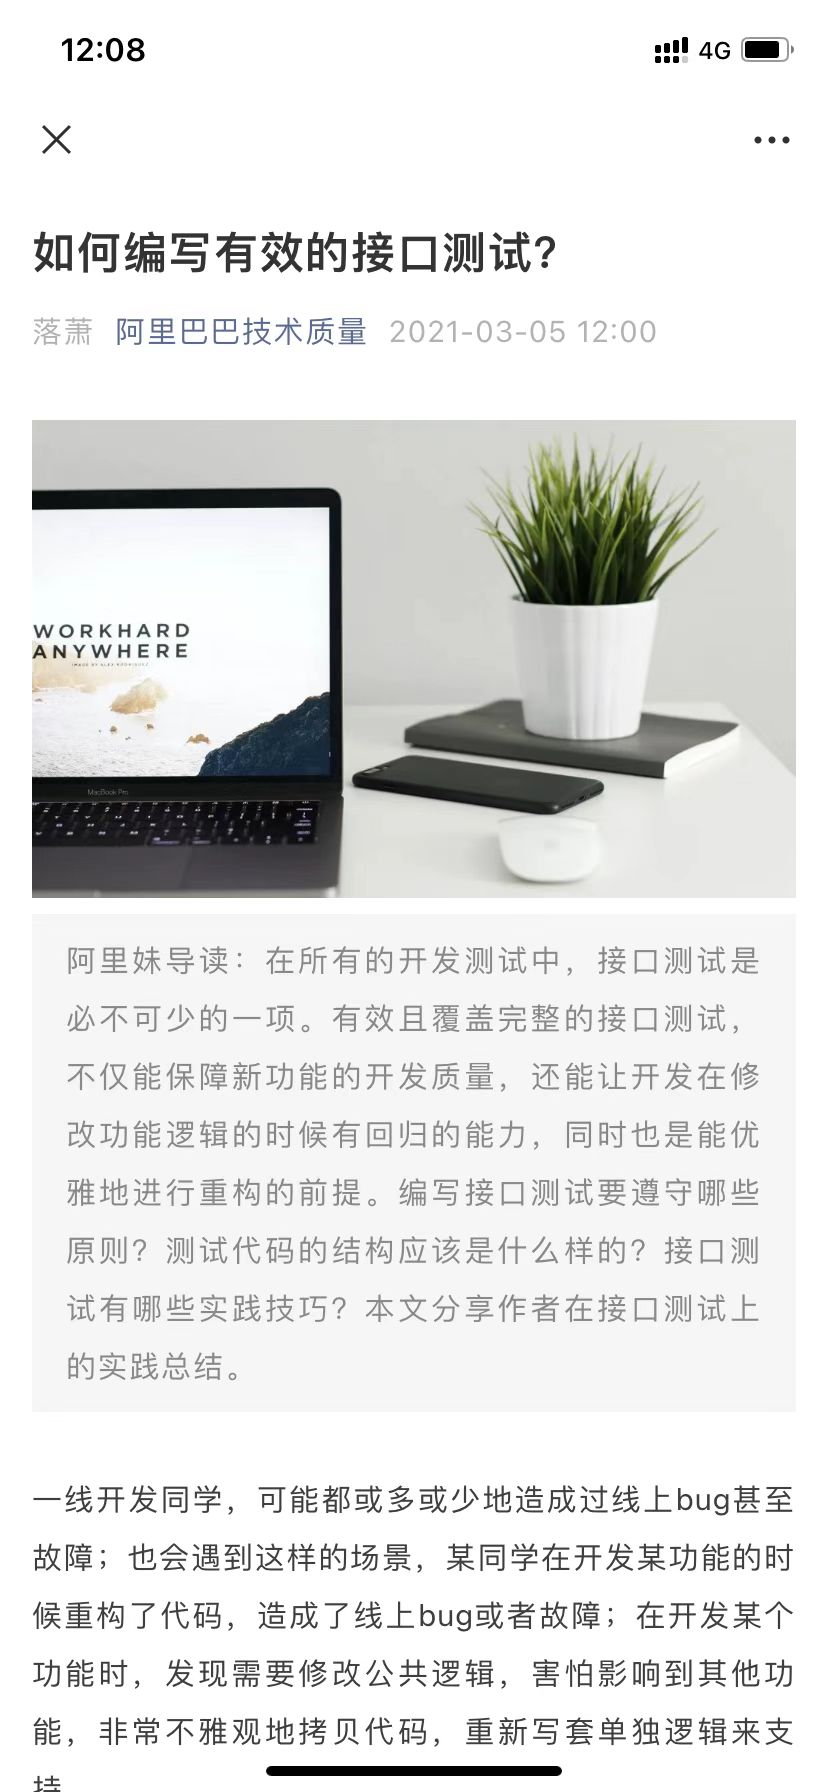 12:08
4G
如何编写有效的接口测试？
落萧 阿里巴巴技术质量 2021-03-05 12:00
WORKHARD
ANYWHERE
MacBook Pro
阿里妹导读：在所有的开发测试中，接口测试是
必不可少的一项。有效且覆盖完整的接口测试，
不仅能保障新功能的开发质量，还能让开发在修
改功能逻辑的时候有回归的能力，同时也是能优
雅地进行重构的前提。编写接口测试要遵守哪些
原则？测试代码的结构应该是什么样的？接口测
试有哪些实践技巧？本文分享作者在接口测试上
的实践总结。
一线开发同学，可能都或多或少地造成过线上bug甚至
故障；也会遇到这样的场景，某同学在开发某功能的时
候重构了代码，造成了线上bug或者故障；在开发某个
功能时，发现需要修改公共逻辑，害怕影响到其他功
能，非常不雅观地拷贝代码，重新写套单独逻辑来支